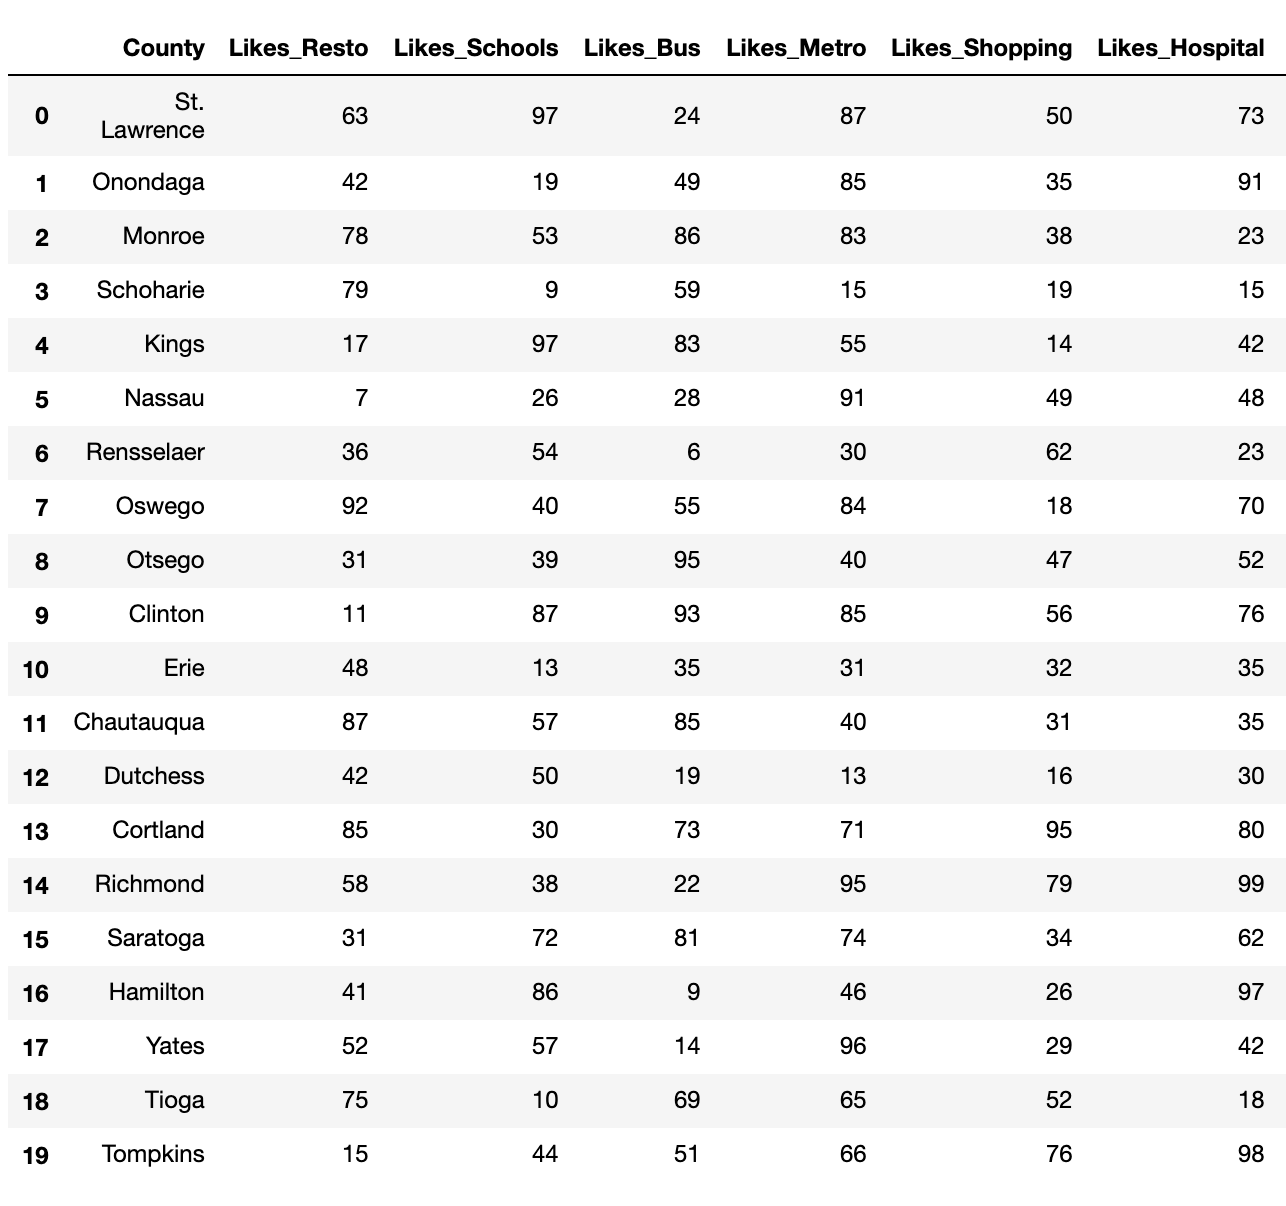 County Likes_Resto Likes_Schools Likes_Bus Likes_Metro Likes_Shopping Likes_Hospital
0 St. Lawrence 63 97 24 87 50 73
1 Onondaga 42 19 49 85 35 91
2 Monroe 78 53 86 83 38 23
3 Schoharie 79 9 59 15 19 15
4 Kings 17 97 83 55 14 42
5 Nassau 7 26 28 91 49 48
6 Rensselaer 36 54 6 30 62 23
7 Oswego 92 40 55 84 18 70
8 Otsego 31 39 95 40 47 52
9 Clinton 11 87 93 85 56 76
10 Erie 48 13 35 31 32 35
11 Chautauqua 87 57 85 40 31 35
12 Dutchess 42 50 19 13 16 30
13 Cortland 85 30 73 71 95 80
14 Richmond 58 38 22 95 79 99
15 Saratoga 31 72 81 74 34 62
16 Hamilton 41 86 9 46 26 97
17 Yates 52 57 14 96 29 42
18 Tioga 75 10 69 65 52 18
19 Tompkins 15 44 51 66 76 98